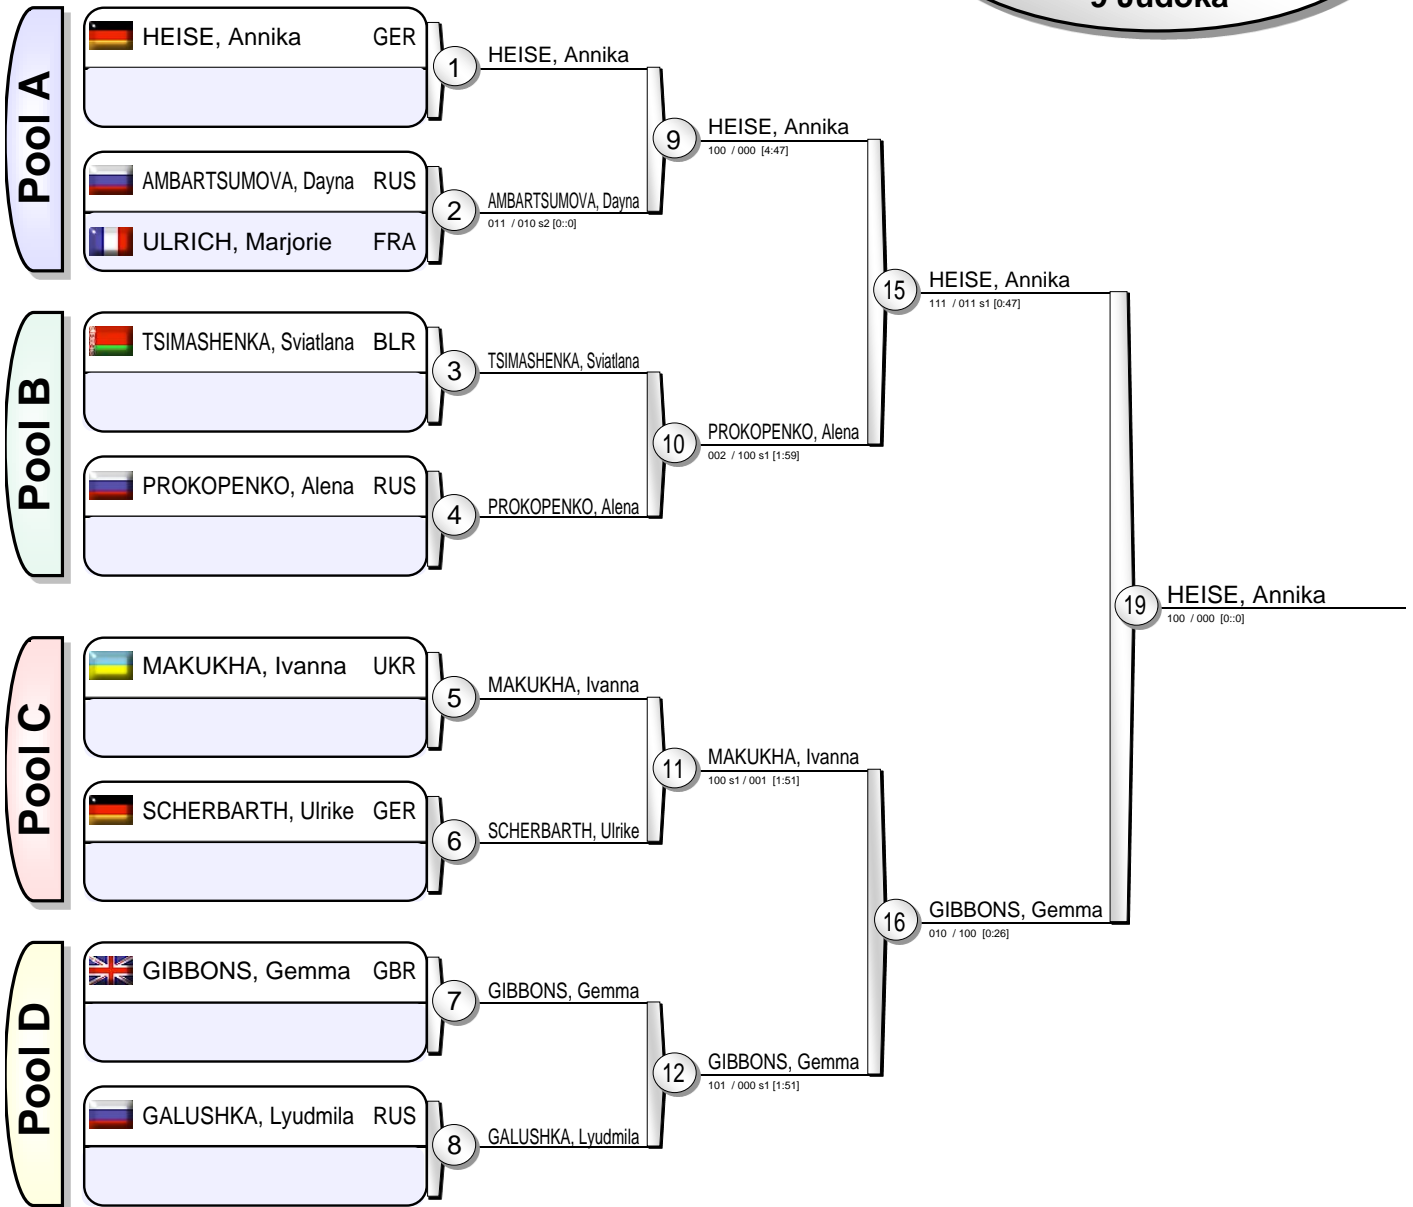 9 Judoka
Pool A
HEISE, Annika GER
1
HEISE, Annika
AMBARTSUMOVA, Dayna RUS
ULRICH, Marjorie FRA
2
AMBARTSUMOVA, Dayna
011 / 010 s2 [0::0]
9
HEISE, Annika
100 / 000 [4:47]
Pool B
TSIMASHENKA, Sviatlana BLR
3
TSIMASHENKA, Sviatlana
PROKOPENKO, Alena RUS
4
PROKOPENKO, Alena
10
PROKOPENKO, Alena
002 / 100 s1 [1:59]
15
HEISE, Annika
111 / 011 s1 [0:47]
Pool C
MAKUKHA, Ivanna UKR
5
MAKUKHA, Ivanna
SCHERBARTH, Ulrike GER
6
SCHERBARTH, Ulrike
11
MAKUKHA, Ivanna
100 s1 / 001 [1:51]
Pool D
GIBBONS, Gemma GBR
7
GIBBONS, Gemma
GALUSHKA, Lyudmila RUS
8
GALUSHKA, Lyudmila
12
GIBBONS, Gemma
101 / 000 s1 [1:51]
16
GIBBONS, Gemma
010 / 100 [0:26]
19
HEISE, Annika
100 / 000 [0::0]